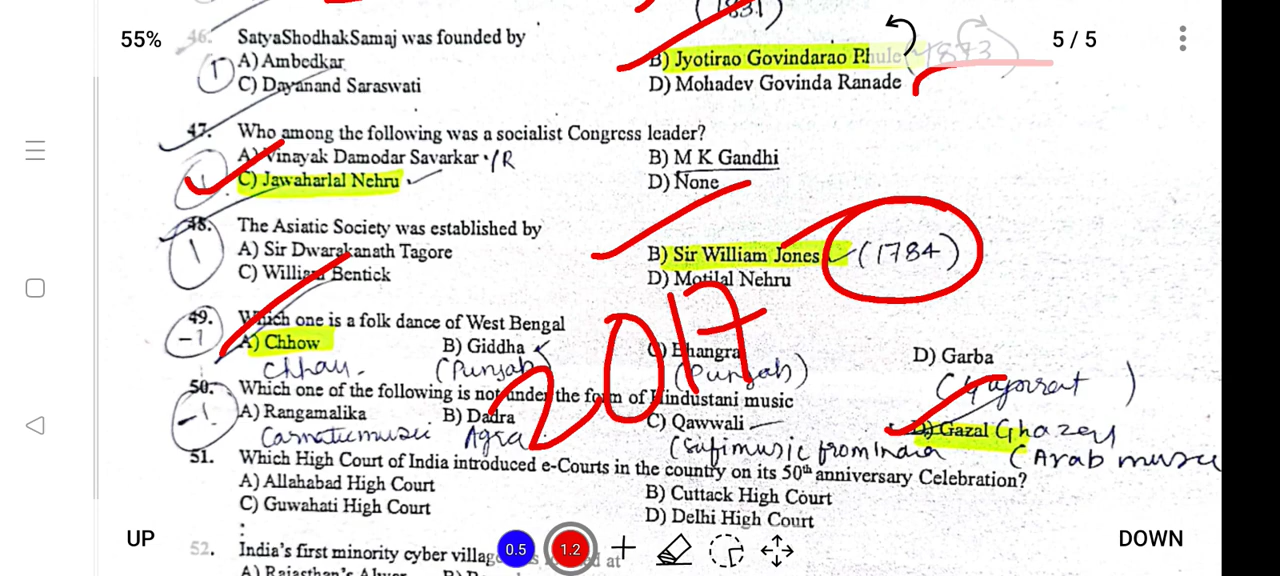 (1831)
55%
46. SatyaShodhakSamaj was founded by
5 / 5
A) Ambedkar
B) Jyotirao Govindarao Phule (1873)
C) Dayanand Saraswati
D) Mohadev Govinda Ranade
47. Who among the following was a socialist Congress leader?
A) Vinayak Damodar Savarkar ./R
B) M K Gandhi
C) Jawaharlal Nehru
D) None
48. The Asiatic Society was established by
A) Sir Dwarakanath Tagore
B) Sir William Jones (1784)
C) William Bentick
D) Motilal Nehru
49. Which one is a folk dance of West Bengal
-1
A) Chhow
B) Giddha
C) Bhangra
D) Garba
Chhau.
(Punjab)
(Punjab)
2017
50. Which one of the following is not under the form of Hindustani music
-1
A) Rangamalika
B) Dadra
C) Qawwali
D) Gazal
Carnatic music
Agra
(Sufi music from India
(Arab music
51. Which High Court of India introduced e-Courts in the country on its 50th anniversary Celebration?
A) Allahabad High Court
B) Cuttack High Court
C) Guwahati High Court
D) Delhi High Court
UP
0.5
1.2
DOWN
52. India's first minority cyber village
at
A) Rajasthan's Alwar